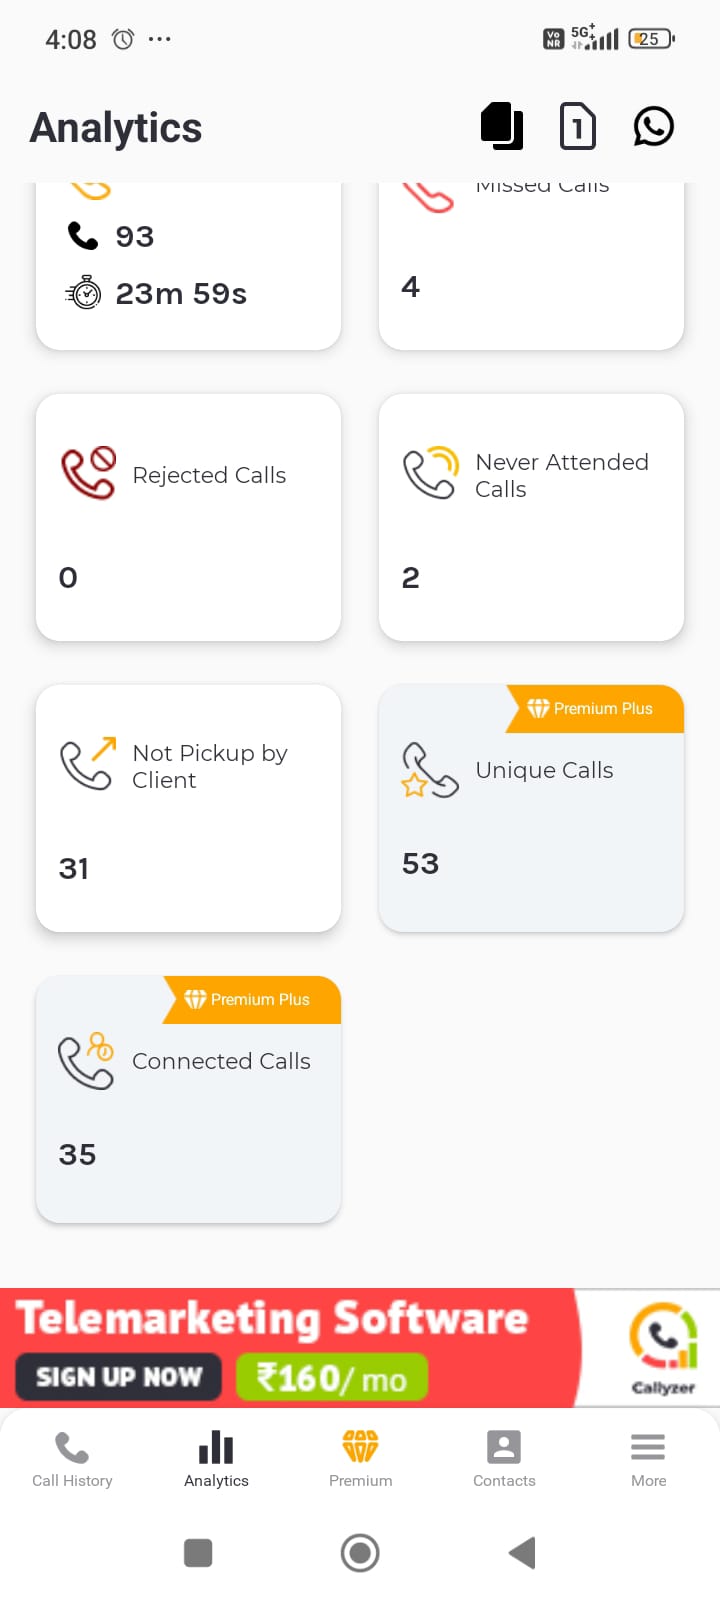 4:08
Vo NR 5G+ 25
Analytics
1
93
23m 59s
Missed Calls
4
Rejected Calls
0
Never Attended
Calls
2
Not Pickup by
Client
31
Premium Plus
Unique Calls
53
Premium Plus
Connected Calls
35
Telemarketing Software
SIGN UP NOW
₹160/ mo
Callyzer
Call History
Analytics
Premium
Contacts
More